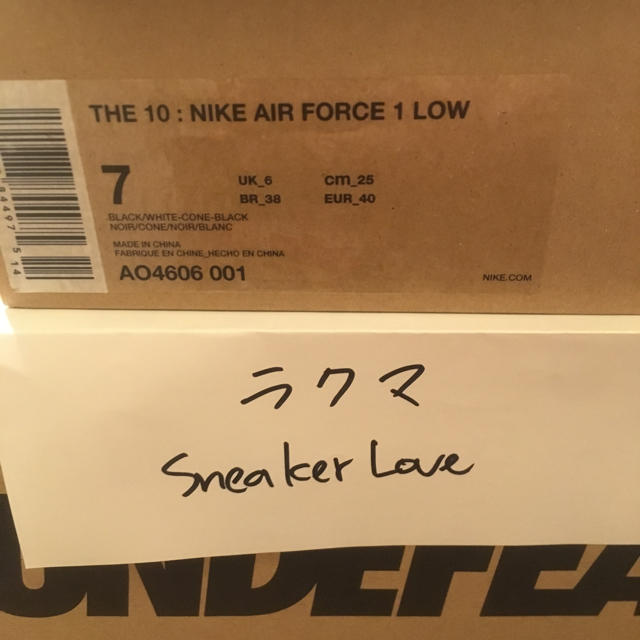 THE 10 : NIKE AIR FORCE 1 LOW
7
UK_6 cm_25
BR_38 EUR_40
BLACK/WHITE-CONE-BLACK
NOIR/CONE/NOIR/BLANC
MADE IN CHINA
FABRIQUE EN CHINE_HECHO EN CHINA
AO4606 001
NIKE.COM
ラクマ
Sneaker Love